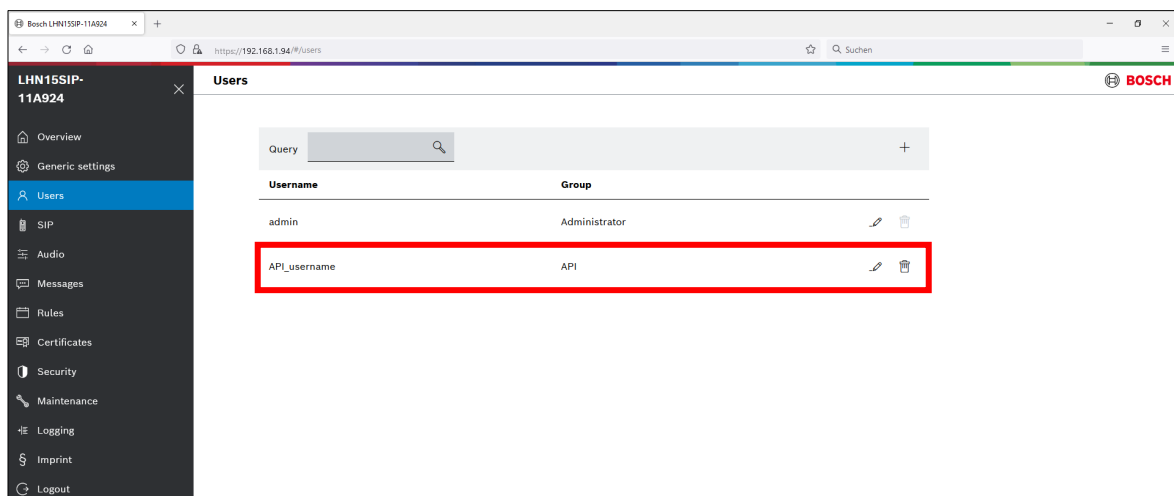 Bosch LHN15SIP-11A924
https://192.168.1.94/#/users
Suchen
LHN15SIP-
11A924
Users
BOSCH
Overview
Generic settings
Users
SIP
Audio
Messages
Rules
Certificates
Security
Maintenance
Logging
Imprint
Logout
Query
Username Group
admin Administrator
API_username API